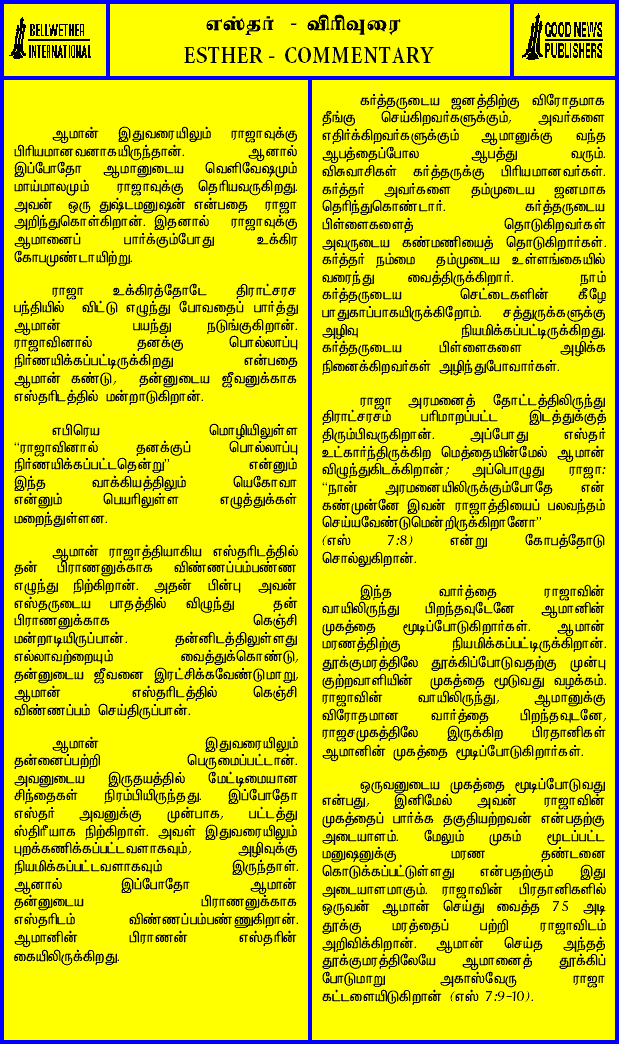 BELLWETHER
INTERNATIONAL
எஸ்தர் - விரிவுரை
ESTHER - COMMENTARY
GOOD NEWS
PUBLISHERS
ஆமான் இதுவரையிலும் ராஜாவுக்கு
பிரியமானவனாகயிருந்தான். ஆனால்
இப்போதோ ஆமானுடைய வெளிவேஷமும்
மாய்மாலமும் ராஜாவுக்கு தெரியவருகிறது.
அவன் ஒரு துஷ்டமனுஷன் என்பதை ராஜா
அறிந்துகொள்கிறான். இதனால் ராஜாவுக்கு
ஆமானைப் பார்க்கும்போது உக்கிர
கோபமுண்டாயிற்று.
ராஜா உக்கிரத்தோடே திராட்சரச
பந்தியில் விட்டு எழுந்து போவதைப் பார்த்து
ஆமான் பயந்து நடுங்குகிறான்.
ராஜாவினால் தனக்கு பொல்லாப்பு
நிர்ணயிக்கப்பட்டிருக்கிறது என்பதை
ஆமான் கண்டு, தன்னுடைய ஜீவனுக்காக
எஸ்தரிடத்தில் மன்றாடுகிறான்.
எபிரெய மொழியிலுள்ள
“ராஜாவினால் தனக்குப் பொல்லாப்பு
நிர்ணயிக்கப்பட்டதென்று” என்னும்
இந்த வாக்கியத்திலும் யெகோவா
என்னும் பெயரிலுள்ள எழுத்துக்கள்
மறைந்துள்ளன.
ஆமான் ராஜாத்தியாகிய எஸ்தரிடத்தில்
தன் பிராணனுக்காக விண்ணப்பம்பண்ண
எழுந்து நிற்கிறான். அதன் பின்பு அவன்
எஸ்தருடைய பாதத்தில் விழுந்து தன்
பிராணனுக்காக கெஞ்சி
மன்றாடியிருப்பான். தன்னிடத்திலுள்ளது
எல்லாவற்றையும் வைத்துக்கொண்டு,
தன்னுடைய ஜீவனை இரட்சிக்கவேண்டுமாறு,
ஆமான் எஸ்தரிடத்தில் கெஞ்சி
விண்ணப்பம் செய்திருப்பான்.
ஆமான் இதுவரையிலும்
தன்னைப்பற்றி பெருமைப்பட்டான்.
அவனுடைய இருதயத்தில் மேட்டிமையான
சிந்தைகள் நிரம்பியிருந்தது. இப்போதோ
எஸ்தர் அவனுக்கு முன்பாக, பட்டத்து
ஸ்திரீயாக நிற்கிறாள். அவள் இதுவரையிலும்
புறக்கணிக்கப்பட்டவளாகவும், அழிவுக்கு
நியமிக்கப்பட்டவளாகவும் இருந்தாள்.
ஆனால் இப்போதோ ஆமான்
தன்னுடைய பிராணனுக்காக
எஸ்தரிடம் விண்ணப்பம்பண்ணுகிறான்.
ஆமானின் பிராணன் எஸ்தரின்
கையிலிருக்கிறது.
கர்த்தருடைய ஜனத்திற்கு விரோதமாக
தீங்கு செய்கிறவர்களுக்கும், அவர்களை
எதிர்க்கிறவர்களுக்கும் ஆமானுக்கு வந்த
ஆபத்தைப்போல ஆபத்து வரும்.
விசுவாசிகள் கர்த்தருக்கு பிரியமானவர்கள்.
கர்த்தர் அவர்களை தம்முடைய ஜனமாக
தெரிந்துகொண்டார். கர்த்தருடைய
பிள்ளைகளைத் தொடுகிறவர்கள்
அவருடைய கண்மணியைத் தொடுகிறார்கள்.
கர்த்தர் நம்மை தம்முடைய உள்ளங்கையில்
வரைந்து வைத்திருக்கிறார். நாம்
கர்த்தருடைய செட்டைகளின் கீழே
பாதுகாப்பாகயிருக்கிறோம். சத்துருக்களுக்கு
அழிவு நியமிக்கப்பட்டிருக்கிறது.
கர்த்தருடைய பிள்ளைகளை அழிக்க
நினைக்கிறவர்கள் அழிந்துபோவார்கள்.
ராஜா அரமனைத் தோட்டத்திலிருந்து
திராட்சரசம் பரிமாறப்பட்ட இடத்துக்குத்
திரும்பிவருகிறான். அப்போது எஸ்தர்
உட்கார்ந்திருக்கிற மெத்தையின்மேல் ஆமான்
விழுந்துகிடக்கிறான்; அப்பொழுது ராஜா:
“நான் அரமனையிலிருக்கும்போதே என்
கண்முன்னே இவன் ராஜாத்தியைப் பலவந்தம்
செய்யவேண்டுமென்றிருக்கிறானோ”
(எஸ் 7:8) என்று கோபத்தோடு
சொல்லுகிறான்.
இந்த வார்த்தை ராஜாவின்
வாயிலிருந்து பிறந்தவுடேனே ஆமானின்
முகத்தை மூடிப்போடுகிறார்கள். ஆமான்
மரணத்திற்கு நியமிக்கப்பட்டிருக்கிறான்.
தூக்குமரத்திலே தூக்கிப்போடுவதற்கு முன்பு
குற்றவாளியின் முகத்தை மூடுவது வழக்கம்.
ராஜாவின் வாயிலிருந்து, ஆமானுக்கு
விரோதமான வார்த்தை பிறந்தவுடனே,
ராஜசமுகத்திலே இருக்கிற பிரதானிகள்
ஆமானின் முகத்தை மூடிப்போடுகிறார்கள்.
ஒருவனுடைய முகத்தை மூடிப்போடுவது
என்பது, இனிமேல் அவன் ராஜாவின்
முகத்தைப் பார்க்க தகுதியற்றவன் என்பதற்கு
அடையாளம். மேலும் முகம் மூடப்பட்ட
மனுஷனுக்கு மரண தண்டனை
கொடுக்கப்பட்டுள்ளது என்பதற்கும் இது
அடையாளமாகும். ராஜாவின் பிரதானிகளில்
ஒருவன் ஆமான் செய்து வைத்த 75 அடி
தூக்கு மரத்தைப் பற்றி ராஜாவிடம்
அறிவிக்கிறான். ஆமான் செய்த அந்தத்
தூக்குமரத்திலேயே ஆமானைத் தூக்கிப்
போடுமாறு அகாஸ்வேரு ராஜா
கட்டளையிடுகிறான் (எஸ் 7:9-10).